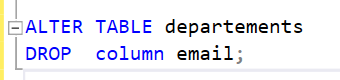 ALTER TABLE departements
DROP  column email;